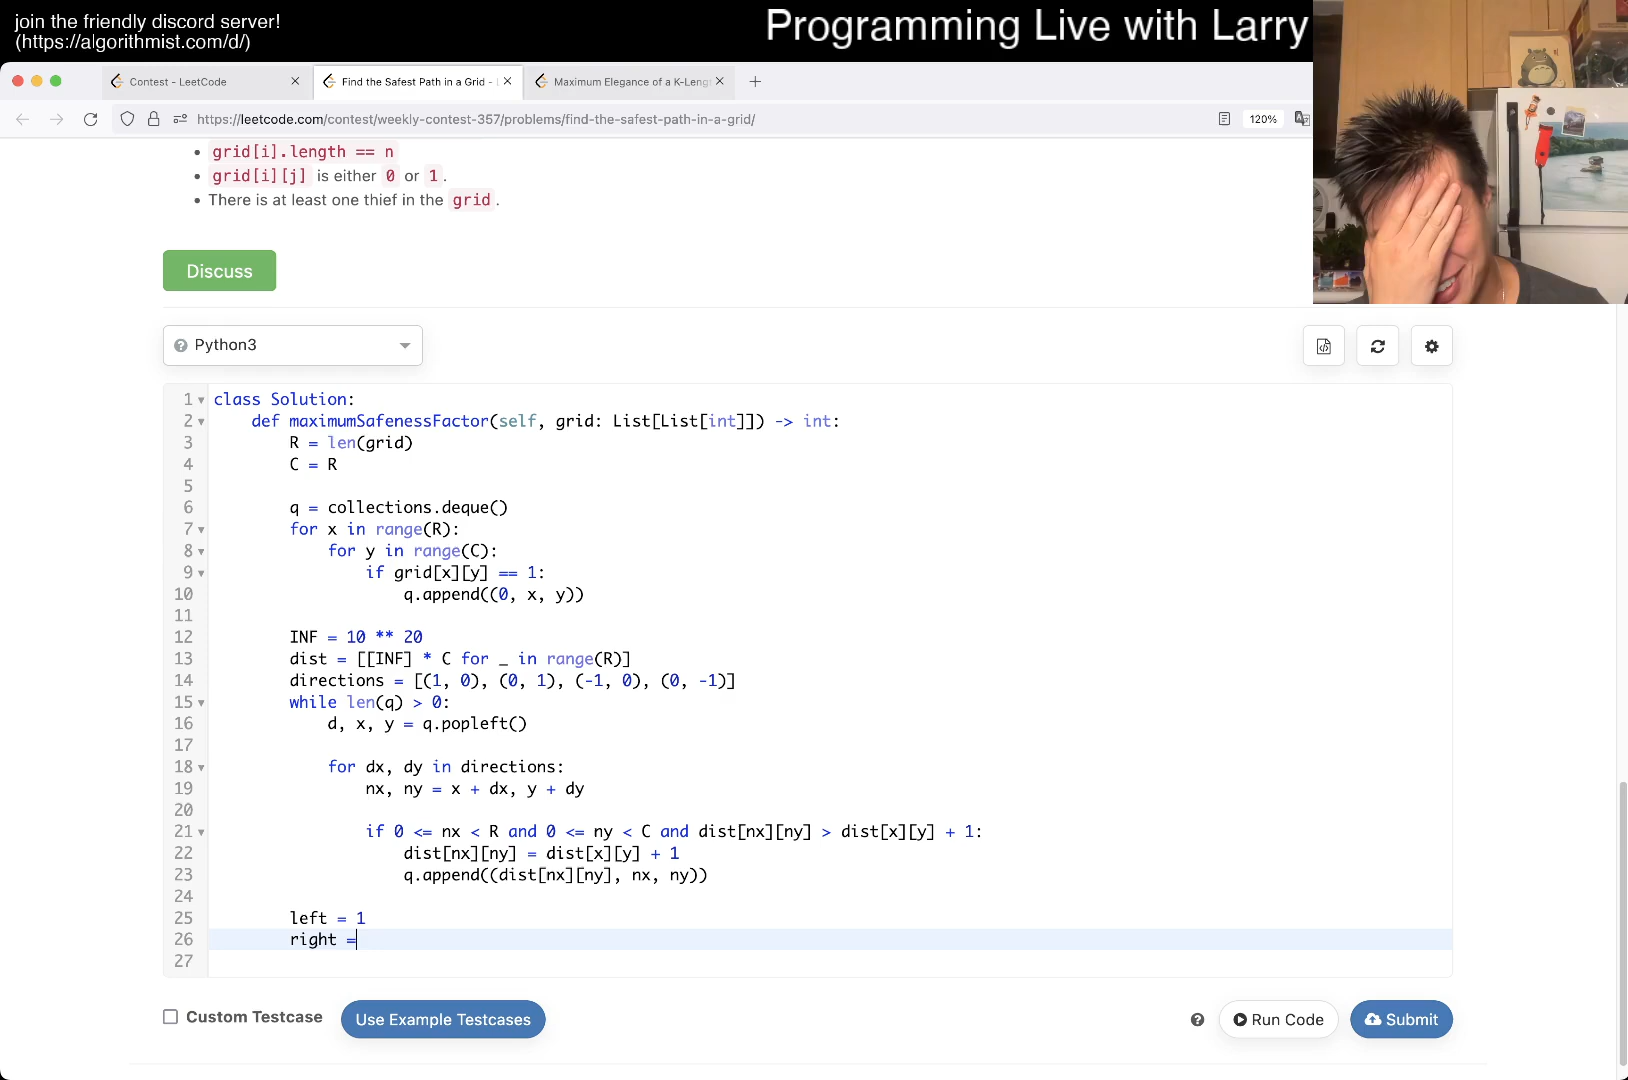 join the friendly discord server!
(https://algorithmist.com/d/)
Programming Live with Larry
Contest - LeetCode
Find the Safest Path in a Grid -
Maximum Elegance of a K-Leng
https://leetcode.com/contest/weekly-contest-357/problems/find-the-safest-path-in-a-grid/
120%
grid[i].length == n
grid[i][j] is either 0 or 1.
There is at least one thief in the grid.
Discuss
Python3
1 class Solution:
2 def maximumSafenessFactor(self, grid: List[List[int]]) -> int:
3 R = len(grid)
4 C = R
5
6 q = collections.deque()
7 for x in range(R):
8 for y in range(C):
9 if grid[x][y] == 1:
10 q.append((0, x, y))
11
12 INF = 10 ** 20
13 dist = [[INF] * C for _ in range(R)]
14 directions = [(1, 0), (0, 1), (-1, 0), (0, -1)]
15 while len(q) > 0:
16 d, x, y = q.popleft()
17
18 for dx, dy in directions:
19 nx, ny = x + dx, y + dy
20
21 if 0 <= nx < R and 0 <= ny < C and dist[nx][ny] > dist[x][y] + 1:
22 dist[nx][ny] = dist[x][y] + 1
23 q.append((dist[nx][ny], nx, ny))
24
25 left = 1
26 right =
27
Custom Testcase
Use Example Testcases
Run Code
Submit